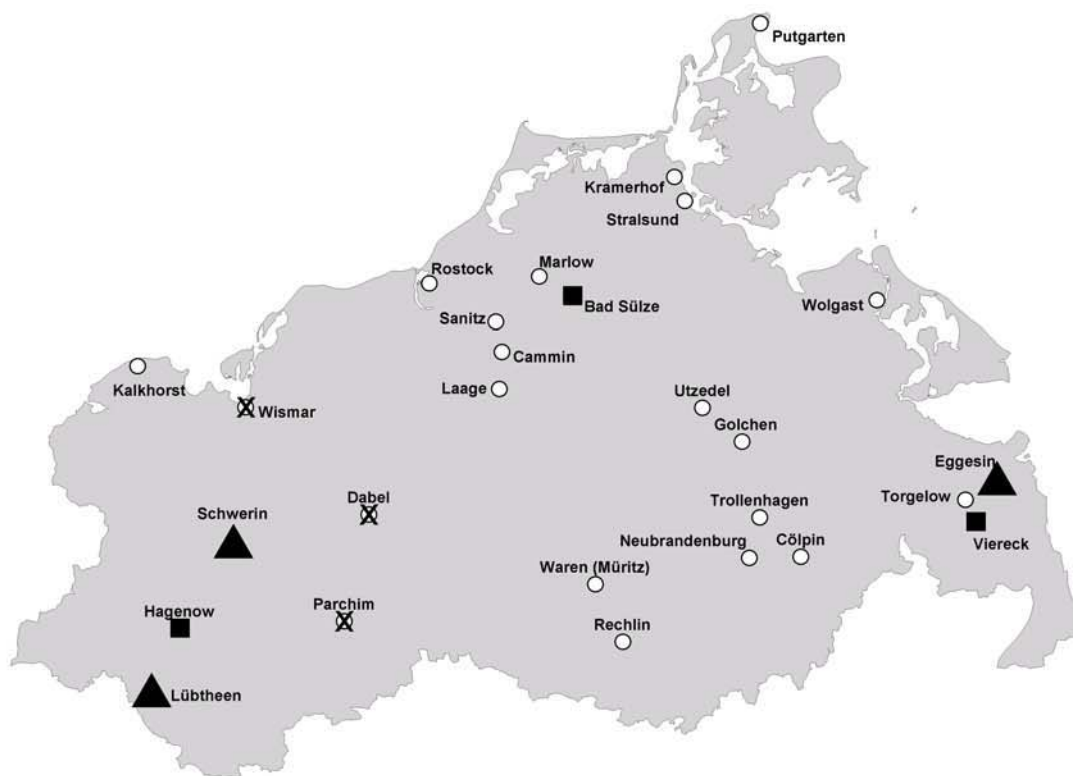 Putgarten
Kramerhof
Stralsund
Rostock
Marlow
Bad Sülze
Wolgast
Sanitz
Cammin
Kalkhorst
Laage
Wismar
Utzedel
Golchen
Eggesin
Dabel
Trollenhagen
Torgelow
Schwerin
Viereck
Neubrandenburg
Cölpin
Waren (Müritz)
Hagenow
Parchim
Rechlin
Lübtheen